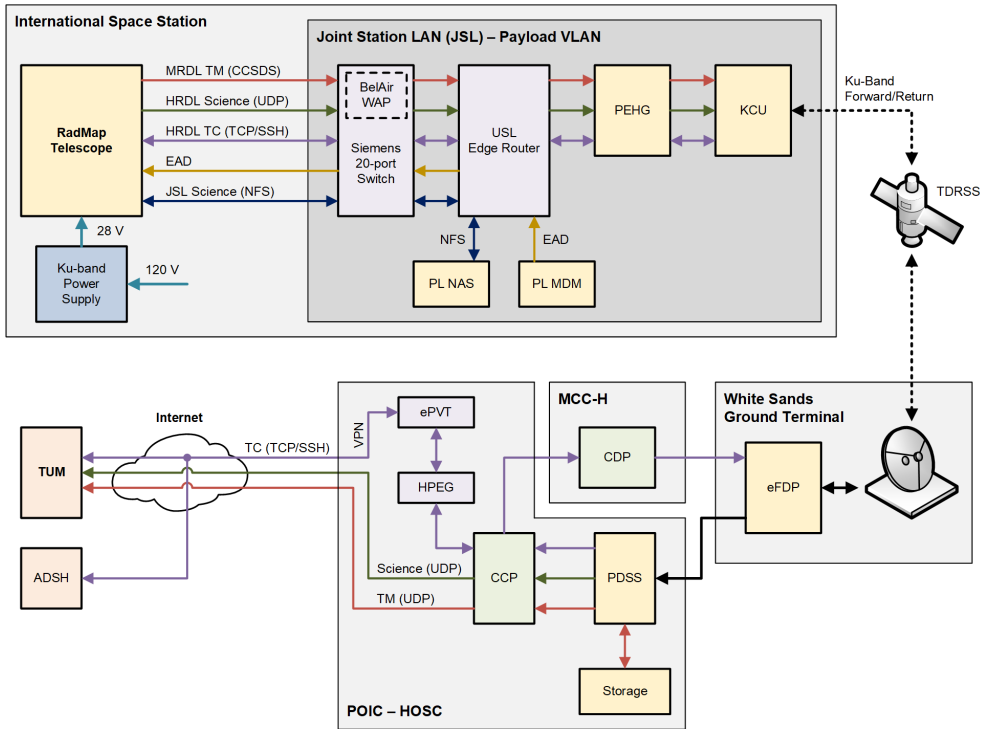 International Space Station
Joint Station LAN (JSL) – Payload VLAN
RadMap
Telescope
MRDL TM (CCSDS)
HRDL Science (UDP)
HRDL TC (TCP/SSH)
EAD
JSL Science (NFS)
BelAir
WAP
Siemens
20-port
Switch
USL
Edge Router
PEHG
KCU
Ku-Band
Forward/Return
TDRSS
28 V
Ku-band
Power
Supply
120 V
NFS
EAD
PL NAS
PL MDM
Internet
TUM
ADSH
TC (TCP/SSH)
VPN
ePVT
HPEG
Science (UDP)
TM (UDP)
CCP
PDSS
Storage
POIC – HOSC
MCC-H
CDP
White Sands
Ground Terminal
eFDP